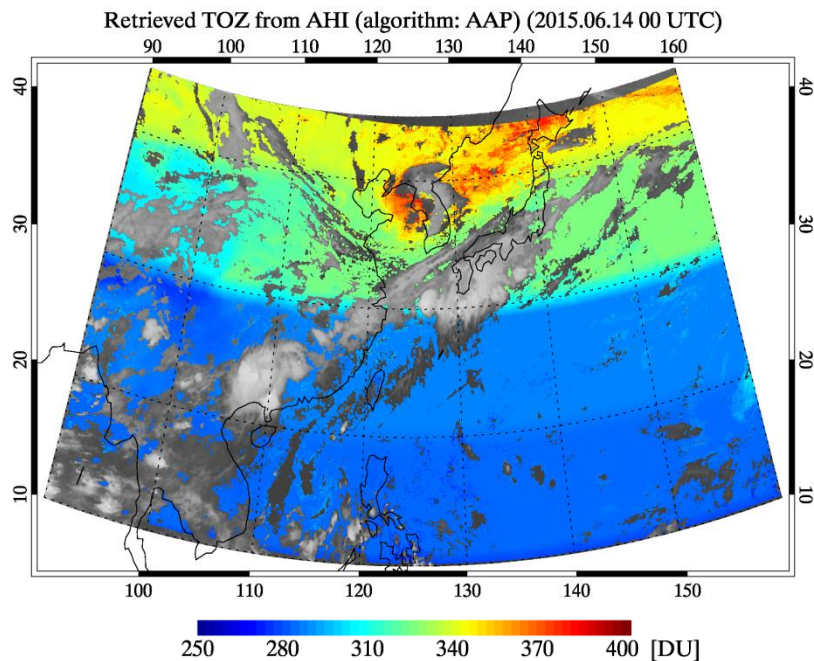 Retrieved TOZ from AHI (algorithm: AAP) (2015.06.14 00 UTC)
90 100 110 120 130 140 150 160
40 40
30 30
20 20
10 10
100 110 120 130 140 150
250 280 310 340 370 400 [DU]